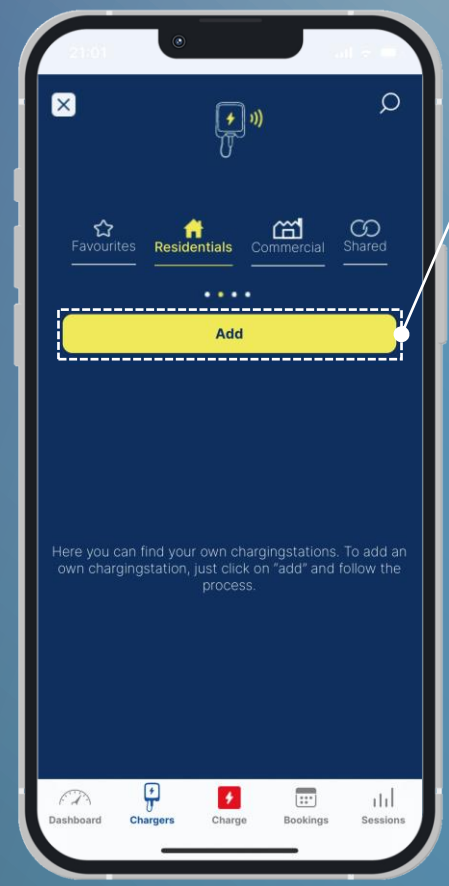 21:01
Favourites
Residentials
Commercial
Shared
Add
Here you can find your own chargingstations. To add an
own chargingstation, just click on "add" and follow the
process.
Dashboard
Chargers
Charge
Bookings
Sessions